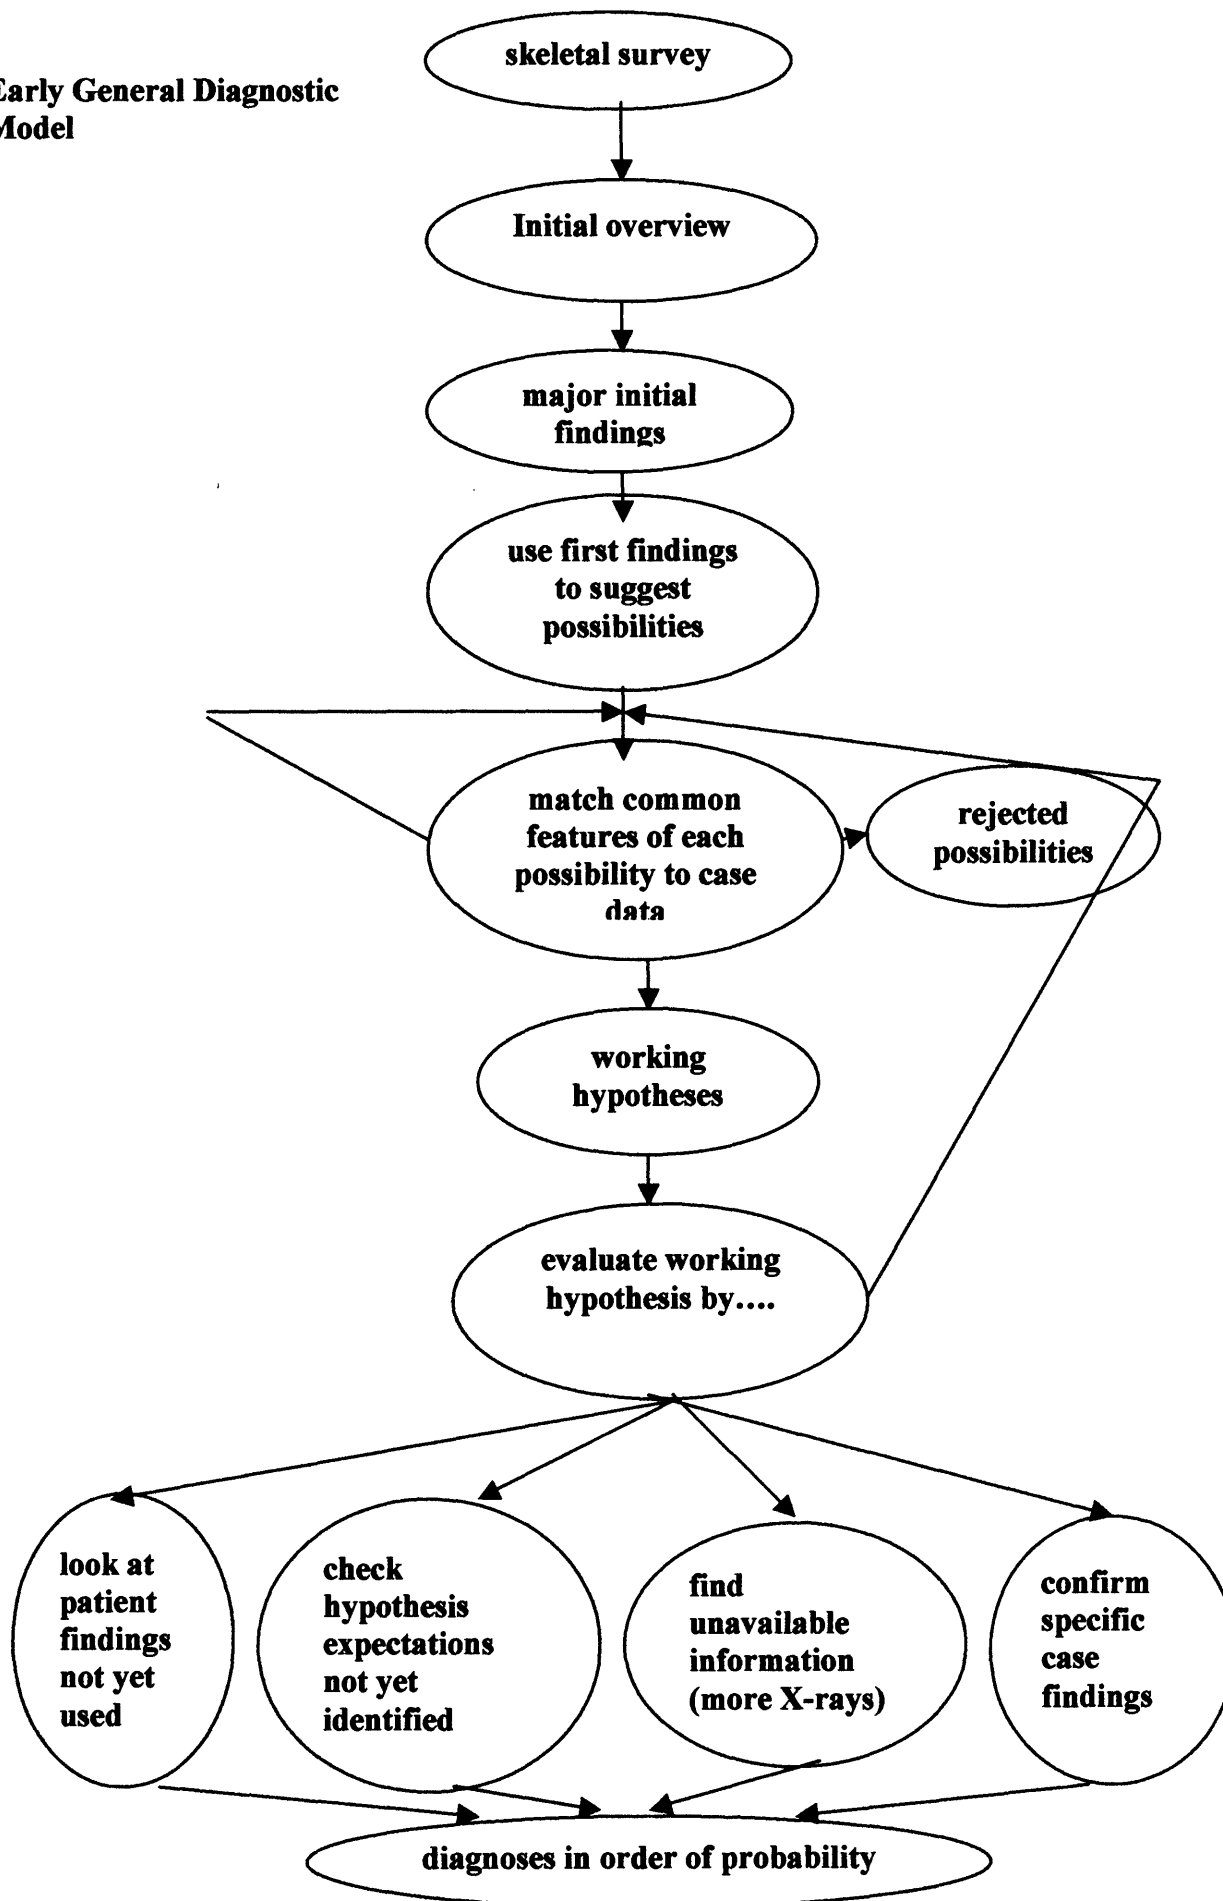 skeletal survey
Early General Diagnostic
Model
Initial overview
major initial
findings
use first findings
to suggest
possibilities
match common
features of each
possibility to case
data
rejected
possibilities
working
hypotheses
evaluate working
hypothesis by....
look at
patient
findings
not yet
used
check
hypothesis
expectations
not yet
identified
find
unavailable
information
(more X-rays)
confirm
specific
case
findings
diagnoses in order of probability